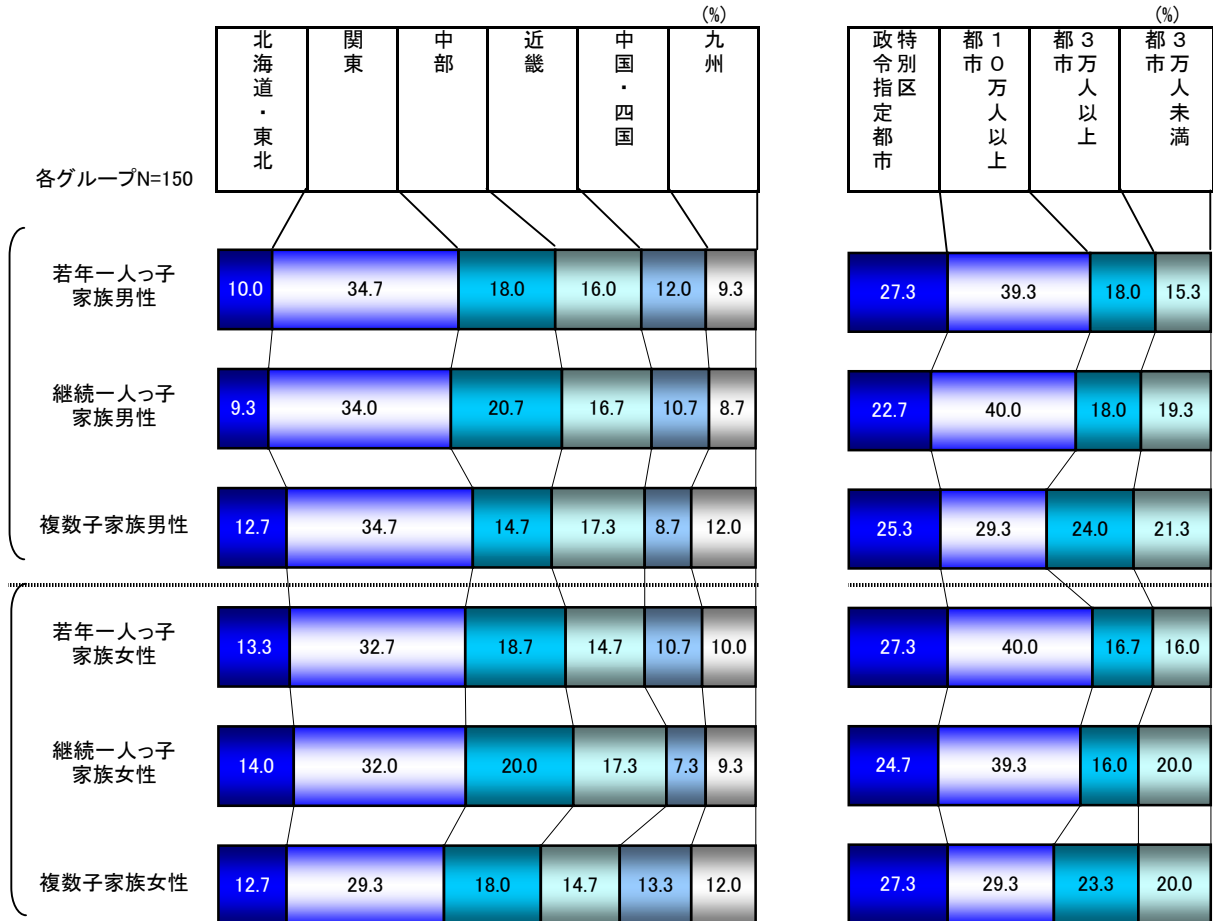 (%)
北海道・東北
関東
中部
近畿
中国・四国
九州
(%)
特別区
政令指定都市
１０万人以上
都市
３万人以上
都市
３万人未満
都市
各グループN=150
若年一人っ子
家族男性
10.0 34.7 18.0 16.0 12.0 9.3
27.3 39.3 18.0 15.3
継続一人っ子
家族男性
9.3 34.0 20.7 16.7 10.7 8.7
22.7 40.0 18.0 19.3
複数子家族男性
12.7 34.7 14.7 17.3 8.7 12.0
25.3 29.3 24.0 21.3
若年一人っ子
家族女性
13.3 32.7 18.7 14.7 10.7 10.0
27.3 40.0 16.7 16.0
継続一人っ子
家族女性
14.0 32.0 20.0 17.3 7.3 9.3
24.7 39.3 16.0 20.0
複数子家族女性
12.7 29.3 18.0 14.7 13.3 12.0
27.3 29.3 23.3 20.0